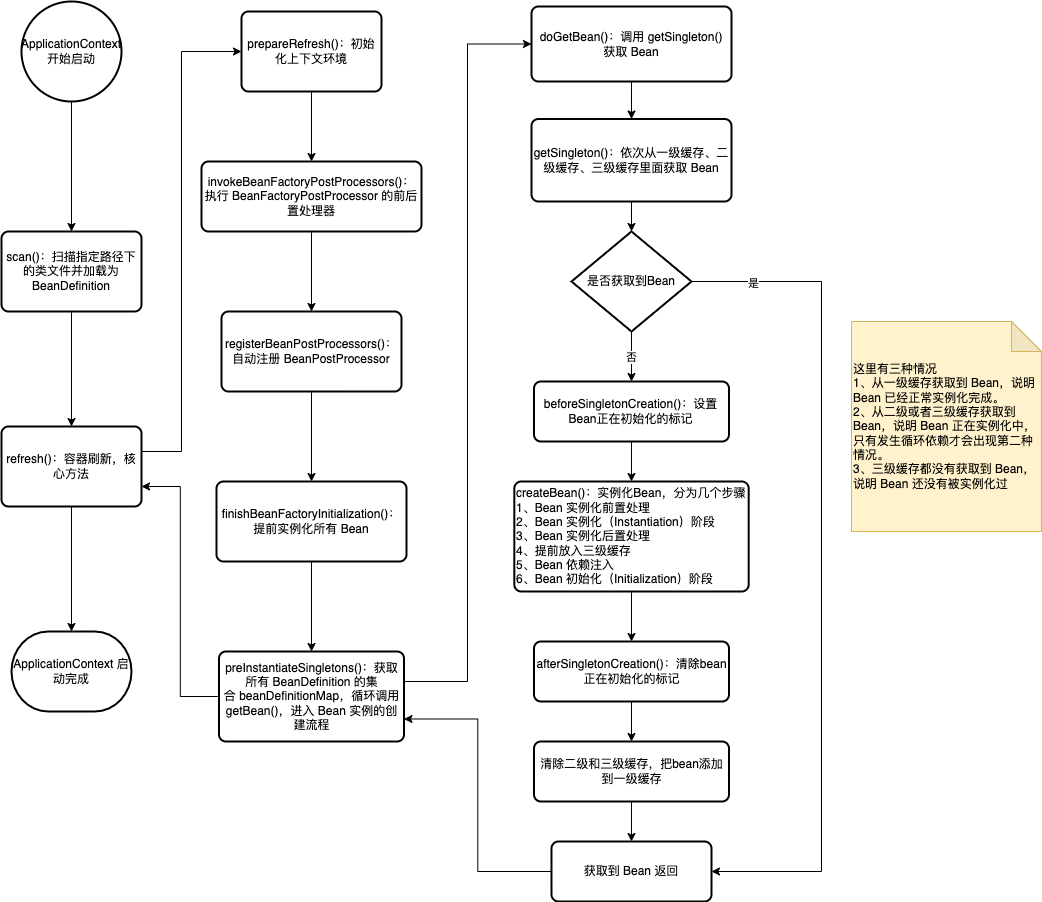 ApplicationContext
开始启动
scan()：扫描指定路径下
的类文件并加载为
BeanDefinition
refresh()：容器刷新，核
心方法
ApplicationContext 启
动完成
prepareRefresh()：初始
化上下文环境
invokeBeanFactoryPostProcessors()：
执行 BeanFactoryPostProcessor 的前后
置处理器
registerBeanPostProcessors()：
自动注册 BeanPostProcessor
finishBeanFactoryInitialization()：
提前实例化所有 Bean
preInstantiateSingletons()：获取
所有 BeanDefinition 的集
合 beanDefinitionMap，循环调用
getBean()，进入 Bean 实例的创
建流程
doGetBean()：调用 getSingleton()
获取 Bean
getSingleton()：依次从一级缓存、二
级缓存、三级缓存里面获取 Bean
是否获取到Bean
是
否
beforeSingletonCreation()：设置
Bean正在初始化的标记
createBean()：实例化Bean，分为几个步骤
1、Bean 实例化前置处理
2、Bean 实例化（Instantiation）阶段
3、Bean 实例化后置处理
4、提前放入三级缓存
5、Bean 依赖注入
6、Bean 初始化（Initialization）阶段
afterSingletonCreation()：清除bean
正在初始化的标记
清除二级和三级缓存，把bean添加
到一级缓存
获取到 Bean 返回
这里有三种情况
1、从一级缓存获取到 Bean，说明
Bean 已经正常实例化完成。
2、从二级或者三级缓存获取到
Bean，说明 Bean 正在实例化中，
只有发生循环依赖才会出现第二种
情况。
3、三级缓存都没有获取到 Bean，
说明 Bean 还没有被实例化过